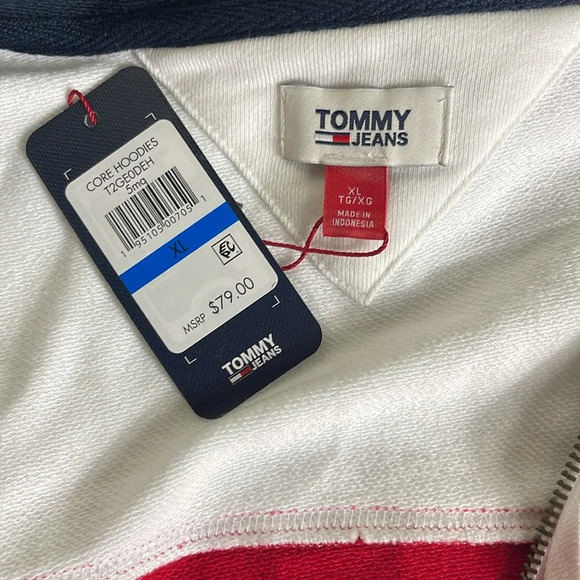 CORE HOODIES
T2GE0DEH
5mq
1 95105 00705 1
XL
MSRP $79.00
TOMMY
JEANS
TOMMY
JEANS
XL
TG/XG
MADE IN
INDONESIA